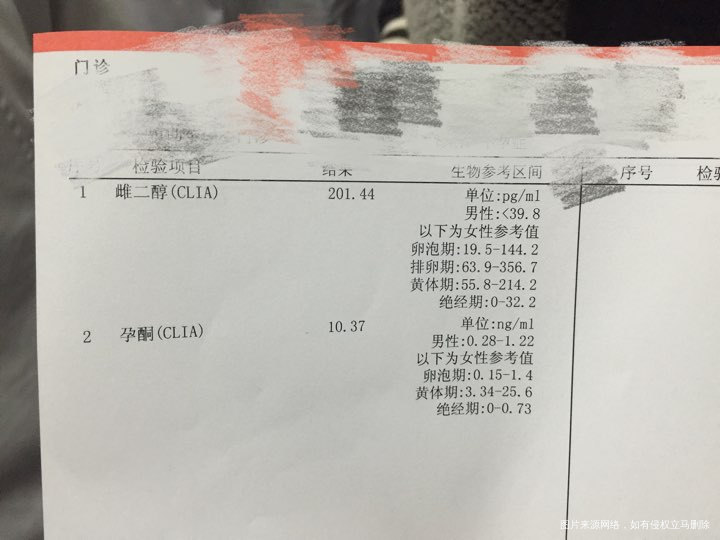 门诊
检验项目 结果 生物参考区间 序号 检验
1 雌二醇(CLIA) 201.44 单位:pg/ml
男性:<39.8
以下为女性参考值
卵泡期:19.5-144.2
排卵期:63.9-356.7
黄体期:55.8-214.2
绝经期:0-32.2
2 孕酮(CLIA) 10.37 单位:ng/ml
男性:0.28-1.22
以下为女性参考值
卵泡期:0.15-1.4
黄体期:3.34-25.6
绝经期:0-0.73
图片来源网络，如有侵权立马删除